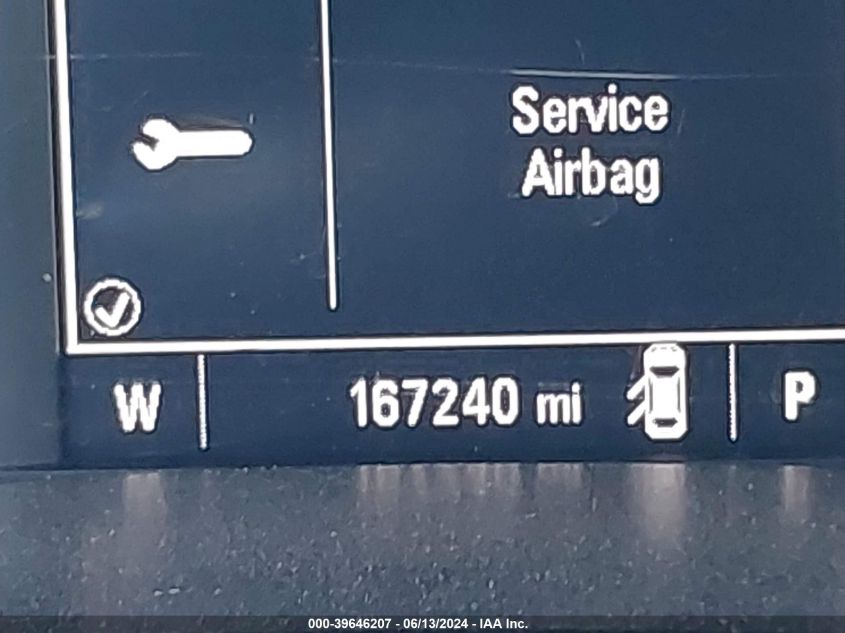 Service
Airbag
W
167240 mi
P
000-39646207 - 06/13/2024 - IAA Inc.